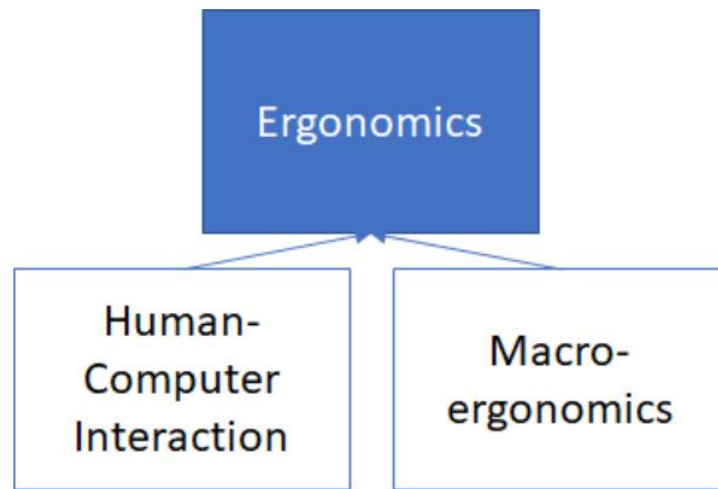 Ergonomics
Human-
Computer
Interaction
Macro-
ergonomics